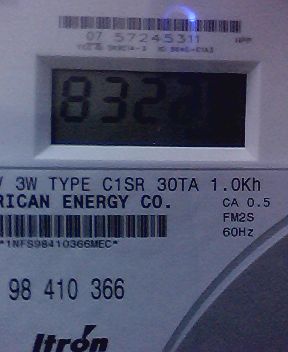 07 57245311
8327
3W TYPE C1SR 30TA 1.0Kh
RICAN ENERGY CO. CA 0.5
FM2S
*1NFS98410366MEC* 60Hz
98 410 366
Itron